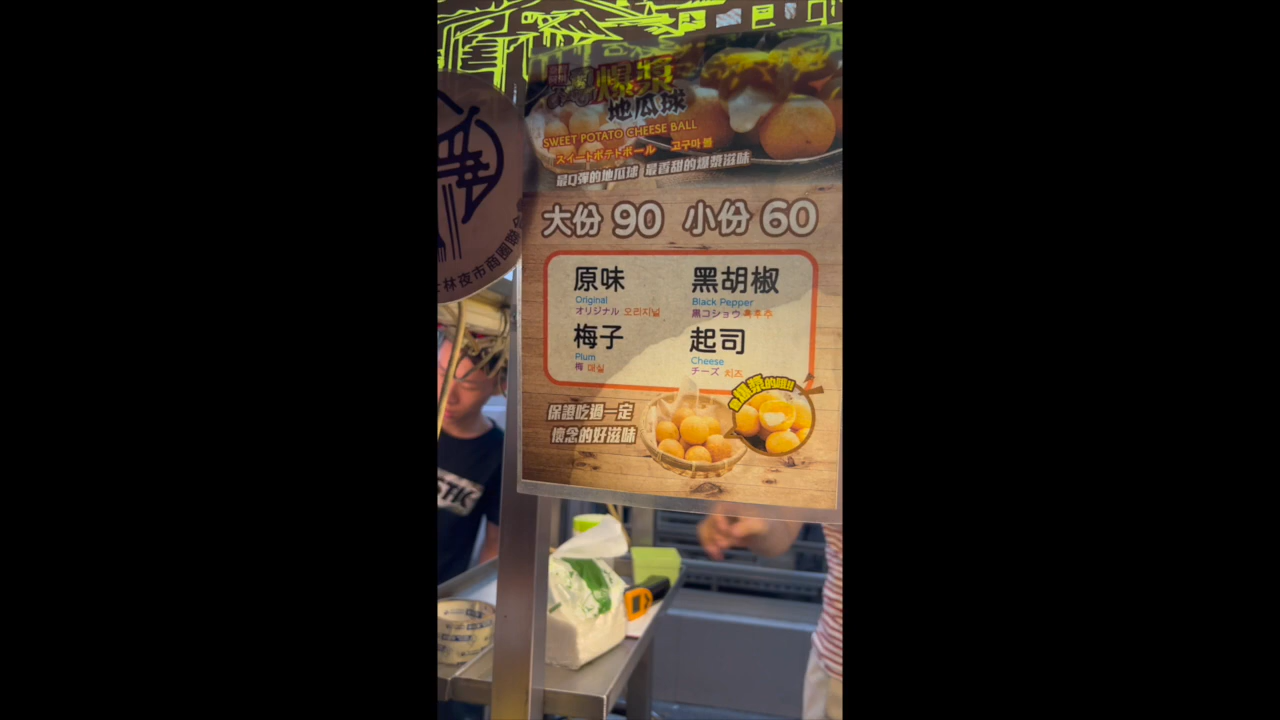 爆漿
地瓜球
SWEET POTATO CHEESE BALL
スイートポテトボール 고구마볼
最Q彈的地瓜球 最香甜的爆漿滋味
大份 90 小份 60
原味 黑胡椒
Original Black Pepper
オリジナル 오리지널 黒コショウ 흑후추
梅子 起司
Plum Cheese
梅 매실 チーズ 치즈
會爆漿的哦!!
保證吃過一定
懷念的好滋味
士林夜市商圈聯合
STIC